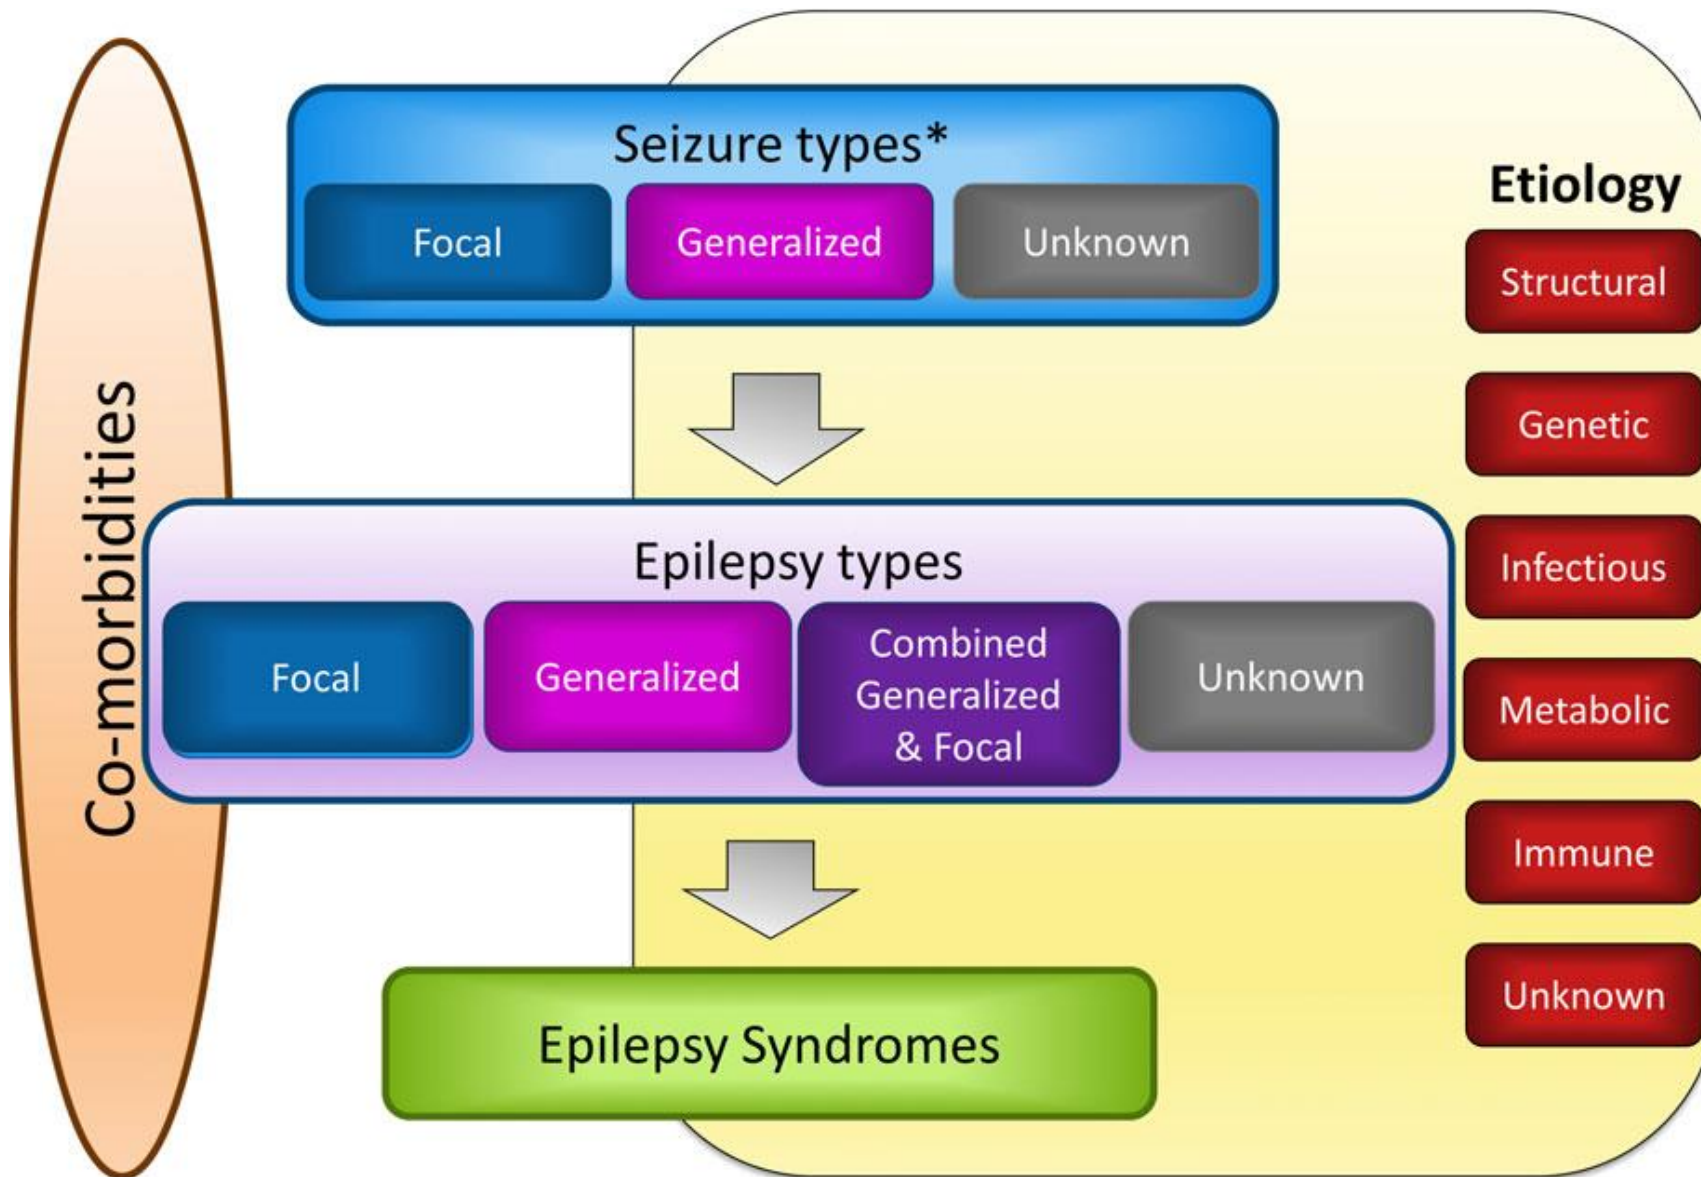 Co-morbidities
Seizure types*
Focal
Generalized
Unknown
Epilepsy types
Focal
Generalized
Combined
Generalized
& Focal
Unknown
Epilepsy Syndromes
Etiology
Structural
Genetic
Infectious
Metabolic
Immune
Unknown